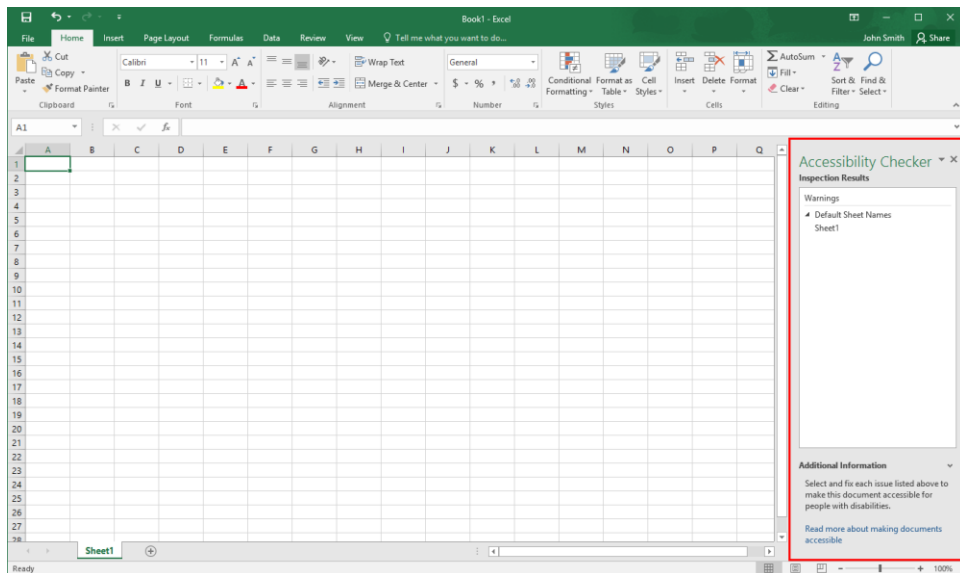 Book1 - Excel
File Home Insert Page Layout Formulas Data Review View Tell me what you want to do... John Smith Share
Paste
Cut
Copy
Format Painter
Clipboard
Calibri 11 A A
B I U A
Font
Wrap Text
Merge & Center
Alignment
General
$ % ,
Number
Conditional Formatting
Format as Table
Cell Styles
Styles
Insert Delete Format
Cells
AutoSum
Fill
Clear
Sort & Filter
Find & Select
Editing
A1 fx
A B C D E F G H I J K L M N O P Q
1
2
3
4
5
6
7
8
9
10
11
12
13
14
15
16
17
18
19
20
21
22
23
24
25
26
27
28
Accessibility Checker
Inspection Results
Warnings
Default Sheet Names
Sheet1
Additional Information
Select and fix each issue listed above to
make this document accessible for
people with disabilities.
Read more about making documents
accessible
Sheet1
Ready 100%